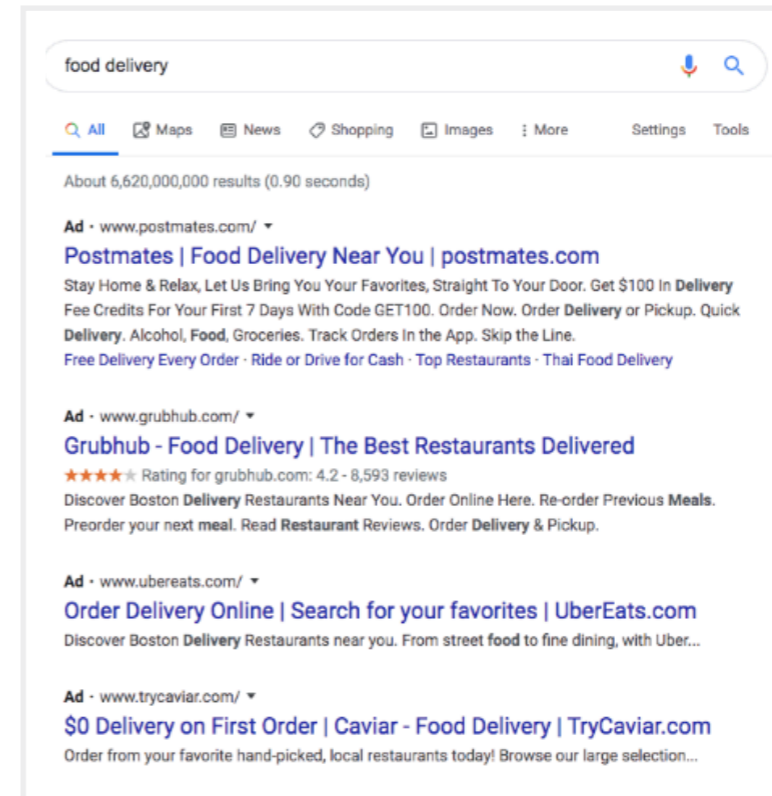 food delivery
All Maps News Shopping Images More Settings Tools
About 6,620,000,000 results (0.90 seconds)
Ad · www.postmates.com/
Postmates | Food Delivery Near You | postmates.com
Stay Home & Relax, Let Us Bring You Your Favorites, Straight To Your Door. Get $100 In Delivery
Fee Credits For Your First 7 Days With Code GET100. Order Now. Order Delivery or Pickup. Quick
Delivery. Alcohol, Food, Groceries. Track Orders In the App. Skip the Line.
Free Delivery Every Order · Ride or Drive for Cash · Top Restaurants · Thai Food Delivery
Ad · www.grubhub.com/
Grubhub - Food Delivery | The Best Restaurants Delivered
Rating for grubhub.com: 4.2 - 8,593 reviews
Discover Boston Delivery Restaurants Near You. Order Online Here. Re-order Previous Meals.
Preorder your next meal. Read Restaurant Reviews. Order Delivery & Pickup.
Ad · www.ubereats.com/
Order Delivery Online | Search for your favorites | UberEats.com
Discover Boston Delivery Restaurants near you. From street food to fine dining, with Uber...
Ad · www.trycaviar.com/
$0 Delivery on First Order | Caviar - Food Delivery | TryCaviar.com
Order from your favorite hand-picked, local restaurants today! Browse our large selection...